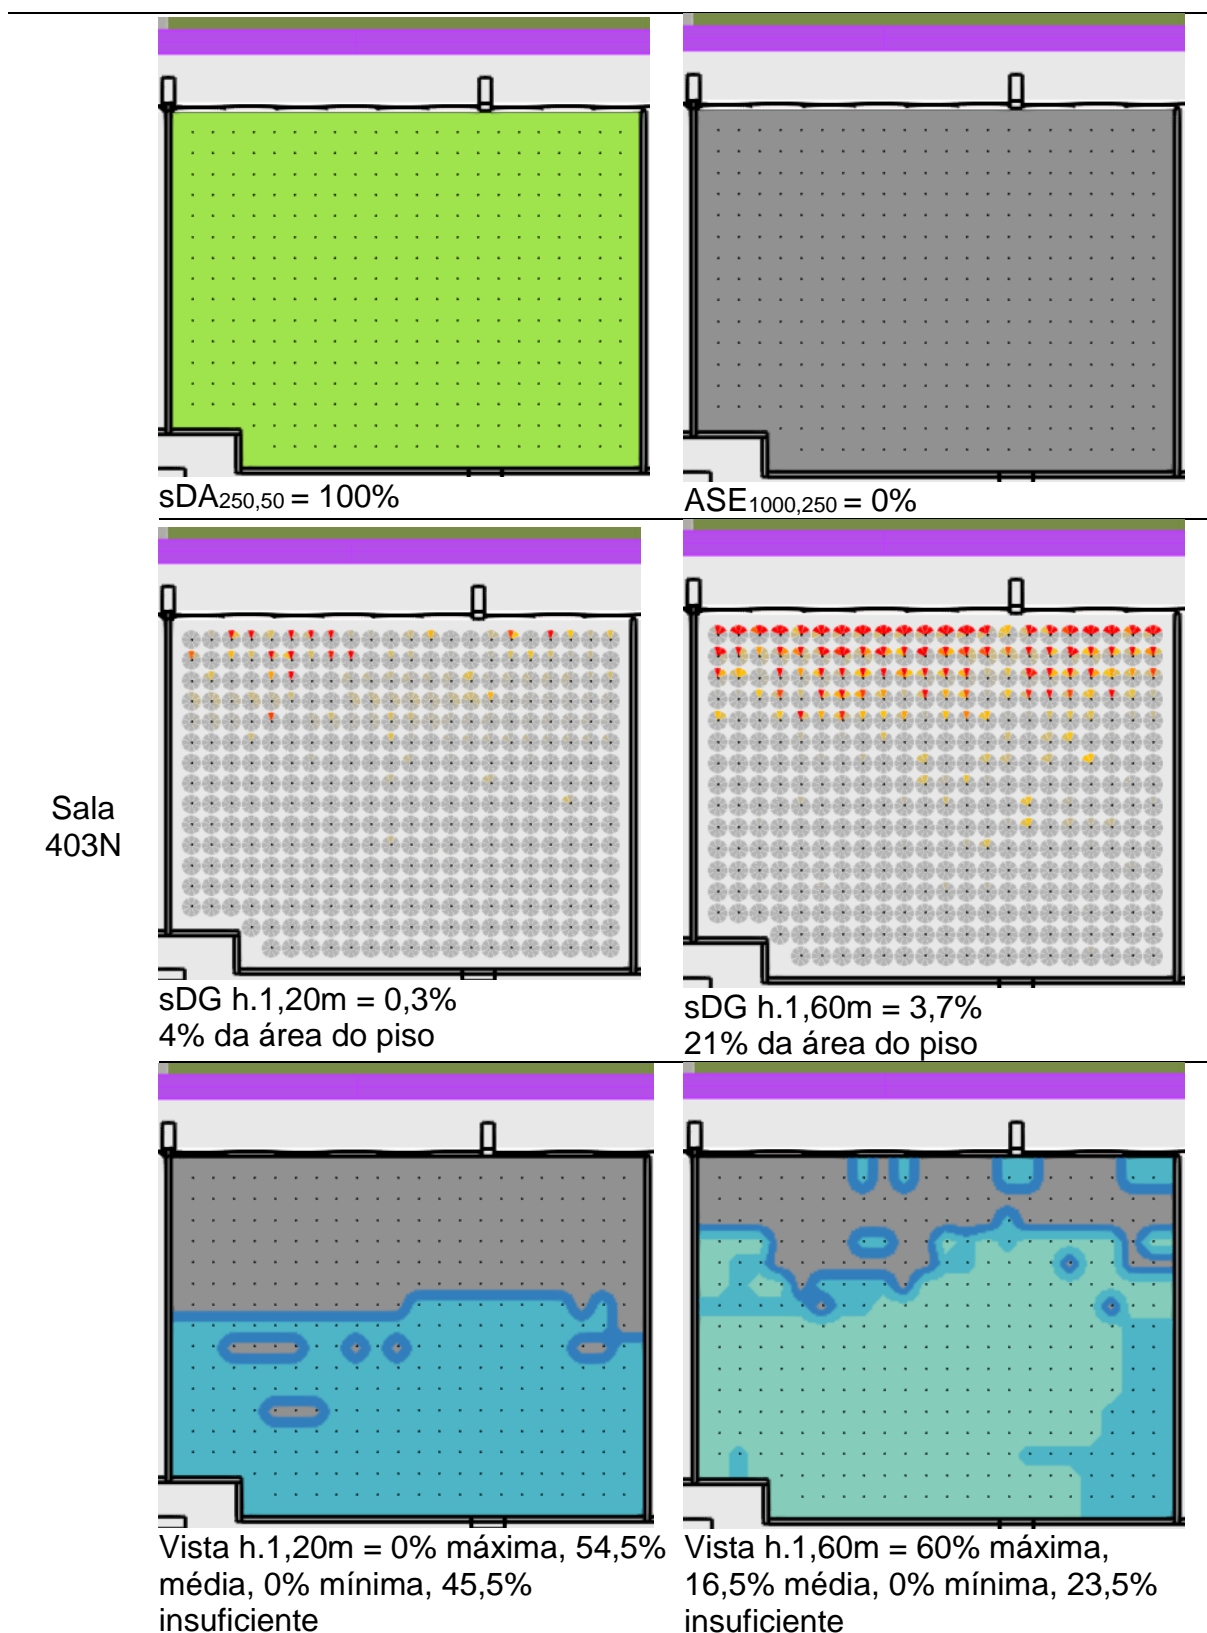 sDA250,50 = 100%
ASE1000,250 = 0%
Sala
403N
sDG h.1,20m = 0,3%
4% da área do piso
sDG h.1,60m = 3,7%
21% da área do piso
Vista h.1,20m = 0% máxima, 54,5%
média, 0% mínima, 45,5%
insuficiente
Vista h.1,60m = 60% máxima,
16,5% média, 0% mínima, 23,5%
insuficiente